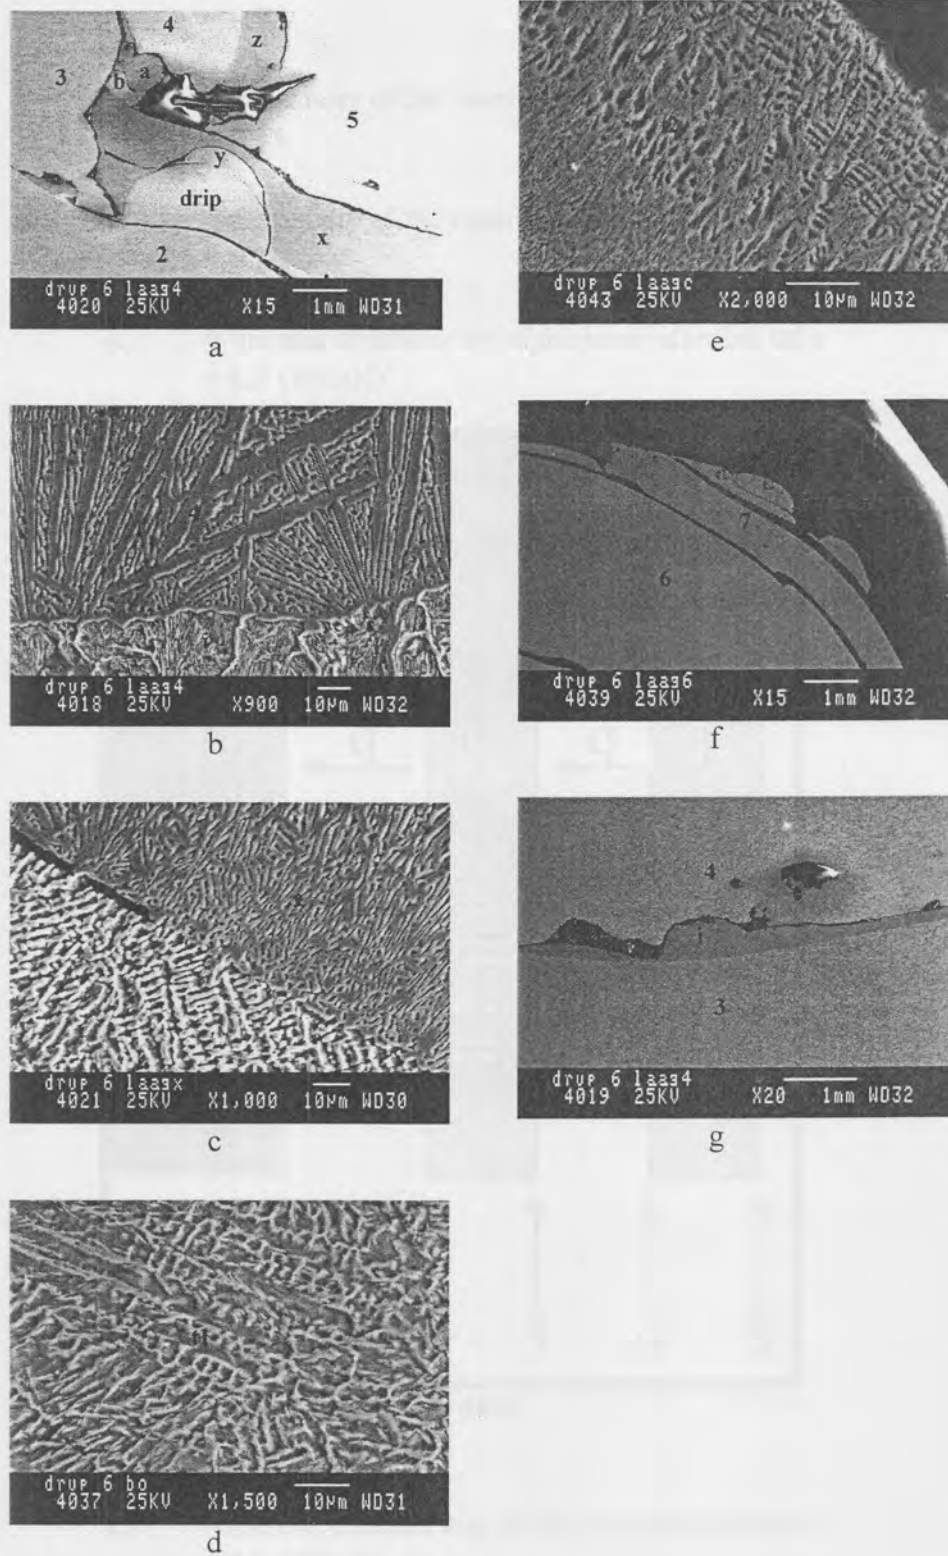 4
z
3
a
b
5
y
drip
x
2
drup 6 laag4
4020 25KV X15 1mm WD31
a
drup 6 laag4
4018 25KV X900 10µm WD32
b
drup 6 laagx
4021 25KV X1,000 10µm WD30
c
drup 6 bo
4037 25KV X1,500 10µm WD31
d
drup 6 laagc
4043 25KV X2,000 10µm WD32
e
7
6
drup 6 laag6
4039 25KV X15 1mm WD32
f
4
3
drup 6 laag4
4019 25KV X20 1mm WD32
g